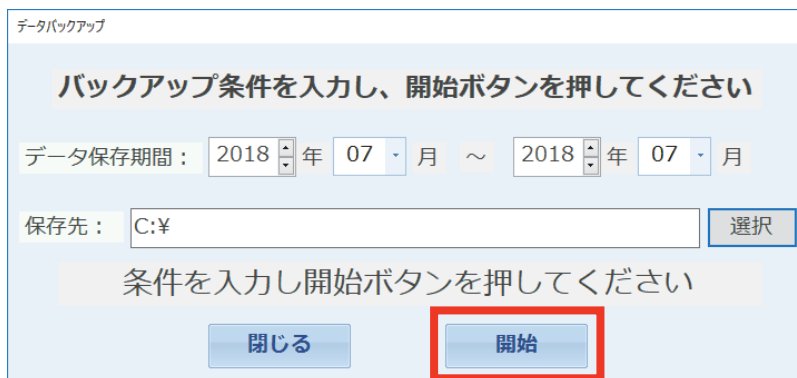 データバックアップ
バックアップ条件を入力し、開始ボタンを押してください
データ保存期間： 2018 年 07 月 ～ 2018 年 07 月
保存先： C:¥ 選択
条件を入力し開始ボタンを押してください
閉じる 開始